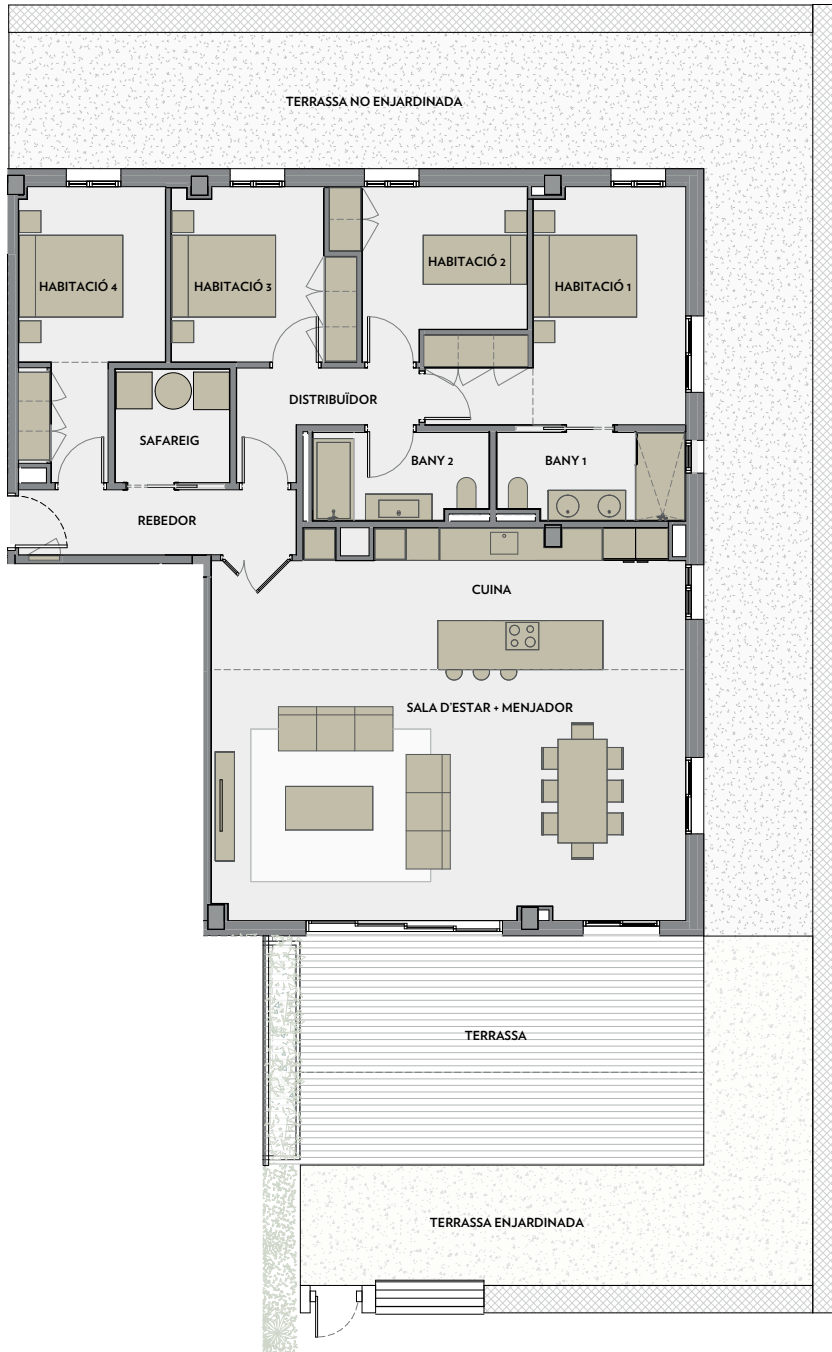 TERRASSA NO ENJARDINADA
HABITACIÓ 4
HABITACIÓ 3
HABITACIÓ 2
HABITACIÓ 1
DISTRIBUÏDOR
SAFAREIG
BANY 2
BANY 1
REBEDOR
CUINA
SALA D'ESTAR + MENJADOR
TERRASSA
TERRASSA ENJARDINADA